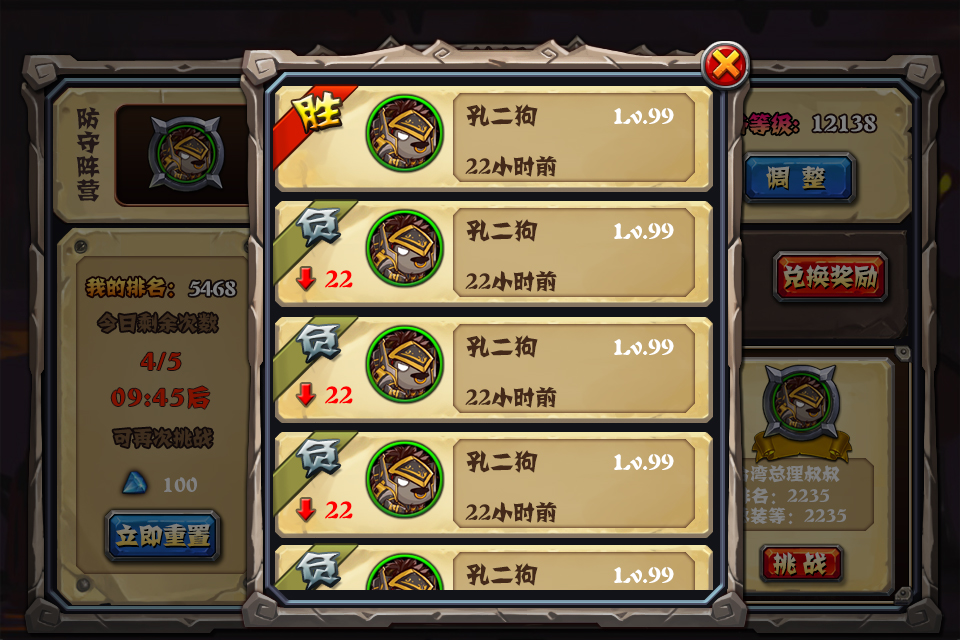 防守阵营
我的排名: 5468
今日剩余次数
4/5
09:45后
可再次挑战
100
立即重置
胜
孔二狗 Lv.99
22小时前
负
22
孔二狗 Lv.99
22小时前
负
22
孔二狗 Lv.99
22小时前
负
22
孔二狗 Lv.99
22小时前
负
孔二狗 Lv.99
等级: 12138
调整
兑换奖励
湾总理叔叔
名: 2235
装等: 2235
挑战